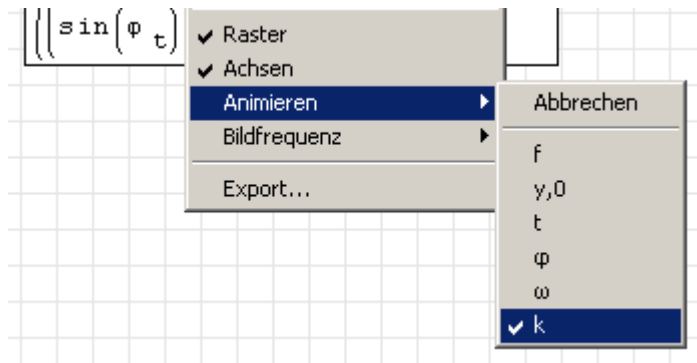 sin(φ t)
Raster
Achsen
Animieren
Bildfrequenz
Export...
Abbrechen
f
y,0
t
φ
ω
k